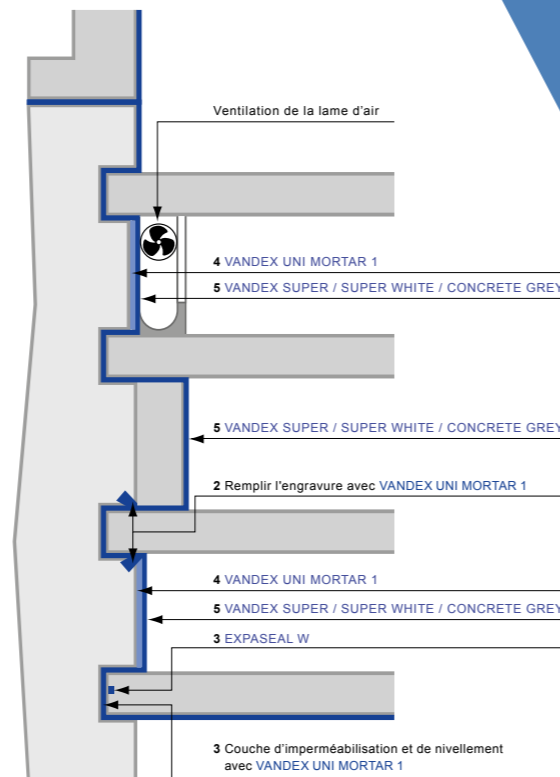 Ventilation de la lame d'air
4 VANDEX UNI MORTAR 1
5 VANDEX SUPER / SUPER WHITE / CONCRETE GREY
5 VANDEX SUPER / SUPER WHITE / CONCRETE GREY
2 Remplir l'engravure avec VANDEX UNI MORTAR 1
4 VANDEX UNI MORTAR 1
5 VANDEX SUPER / SUPER WHITE / CONCRETE GREY
3 EXPASEAL W
3 Couche d'imperméabilisation et de nivellement
avec VANDEX UNI MORTAR 1